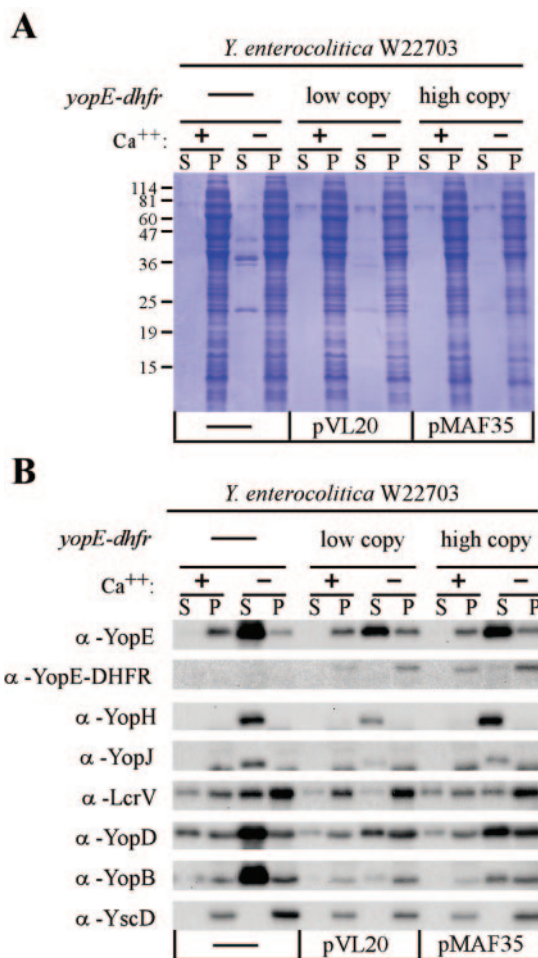 A
Y. enterocolitica W22703
yopE-dhfr — low copy high copy
Ca++: + − + − + −
S P S P S P S P S P S P
114
81
60
47
36
25
19
15
— pVL20 pMAF35
B
Y. enterocolitica W22703
yopE-dhfr — low copy high copy
Ca++: + − + − + −
S P S P S P S P S P S P
α-YopE
α-YopE-DHFR
α-YopH
α-YopJ
α-LcrV
α-YopD
α-YopB
α-YscD
— pVL20 pMAF35